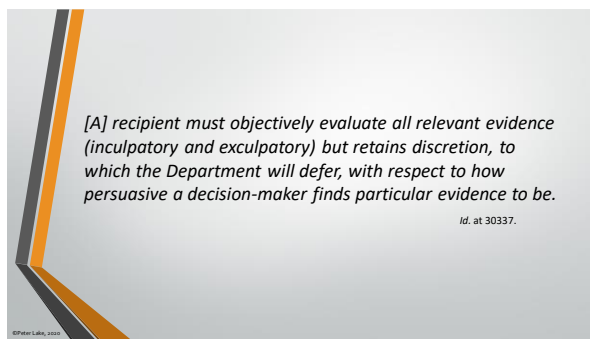 [A] recipient must objectively evaluate all relevant evidence
(inculpatory and exculpatory) but retains discretion, to
which the Department will defer, with respect to how
persuasive a decision-maker finds particular evidence to be.
Id. at 30337.
©Peter Lake, 2020